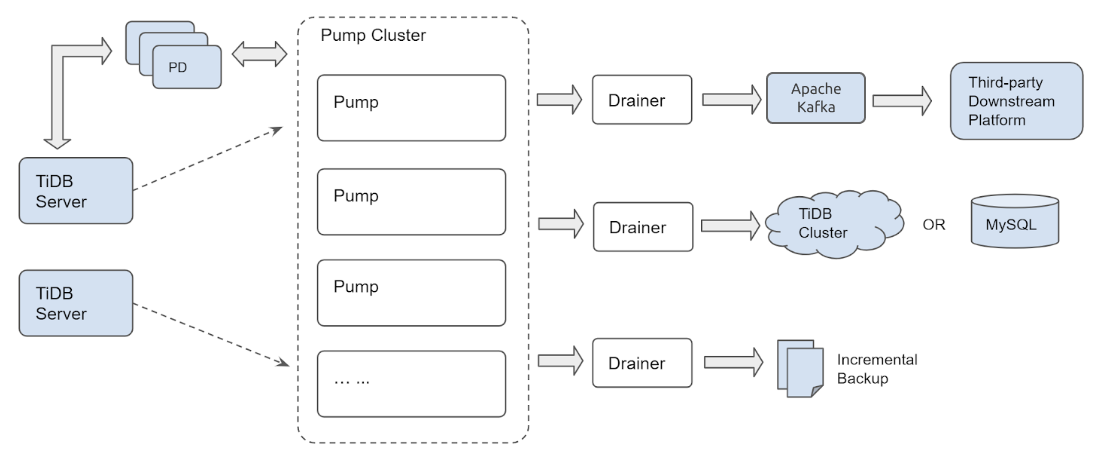 Pump Cluster
PD
Pump
Drainer
Apache
Kafka
Third-party
Downstream
Platform
TiDB
Server
Pump
Drainer
TiDB
Cluster
OR
MySQL
TiDB
Server
Pump
Drainer
Incremental
Backup
... ...